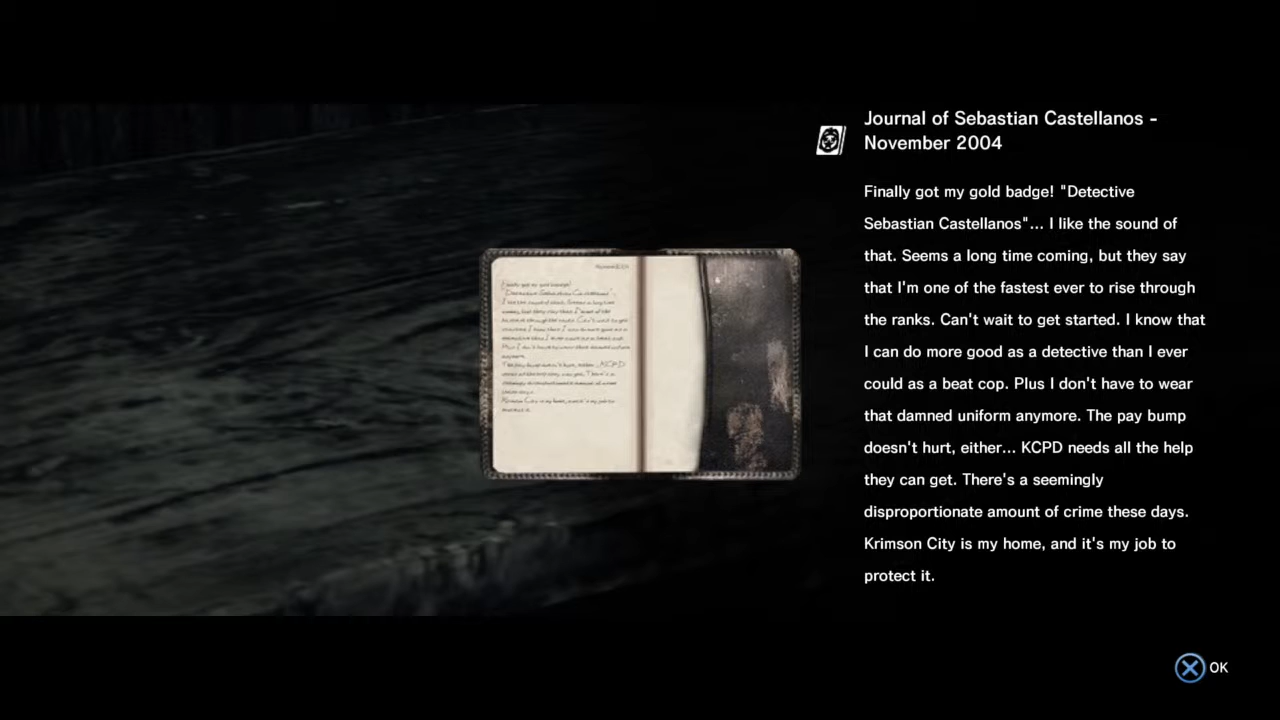 Journal of Sebastian Castellanos -
November 2004
Finally got my gold badge! "Detective
Sebastian Castellanos"... I like the sound of
that. Seems a long time coming, but they say
that I'm one of the fastest ever to rise through
the ranks. Can't wait to get started. I know that
I can do more good as a detective than I ever
could as a beat cop. Plus I don't have to wear
that damned uniform anymore. The pay bump
doesn't hurt, either... KCPD needs all the help
they can get. There's a seemingly
disproportionate amount of crime these days.
Krimson City is my home, and it's my job to
protect it.
OK